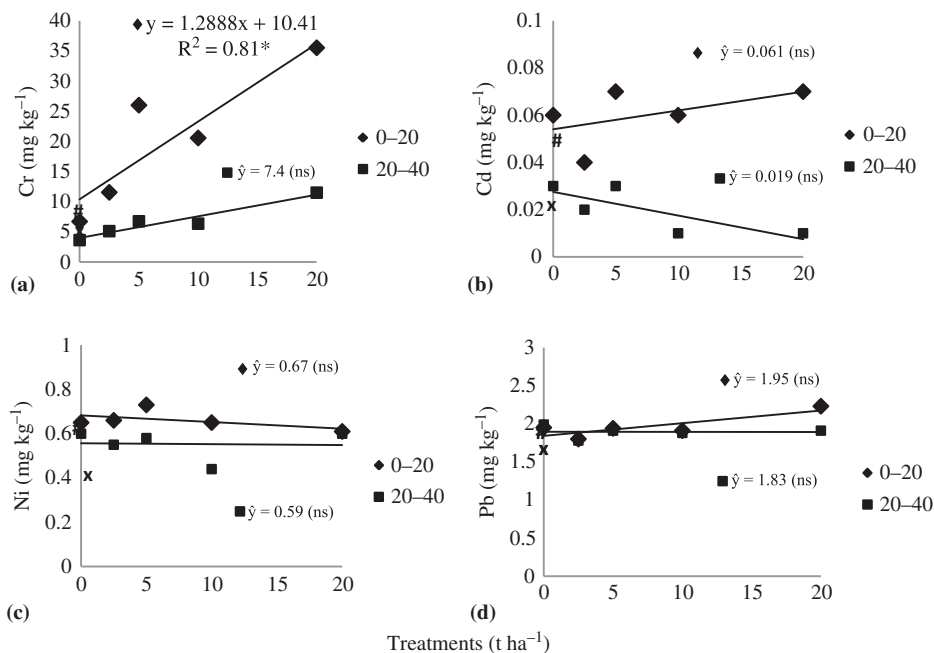 40
35
30
25
20
15
10
5
0
Cr (mg kg⁻¹)
y = 1.2888x + 10.41
R² = 0.81*
ŷ = 7.4 (ns)
#
x
0 5 10 15 20
0–20
20–40
(a)
0.1
0.08
0.06
0.04
0.02
0
Cd (mg kg⁻¹)
ŷ = 0.061 (ns)
ŷ = 0.019 (ns)
#
x
0 5 10 15 20
0–20
20–40
(b)
1
0.8
0.6
0.4
0.2
0
Ni (mg kg⁻¹)
ŷ = 0.67 (ns)
#
x
ŷ = 0.59 (ns)
0 5 10 15 20
0–20
20–40
(c)
3
2.5
2
1.5
1
0.5
0
Pb (mg kg⁻¹)
ŷ = 1.95 (ns)
#
x
ŷ = 1.83 (ns)
0 5 10 15 20
0–20
20–40
(d)
Treatments (t ha⁻¹)